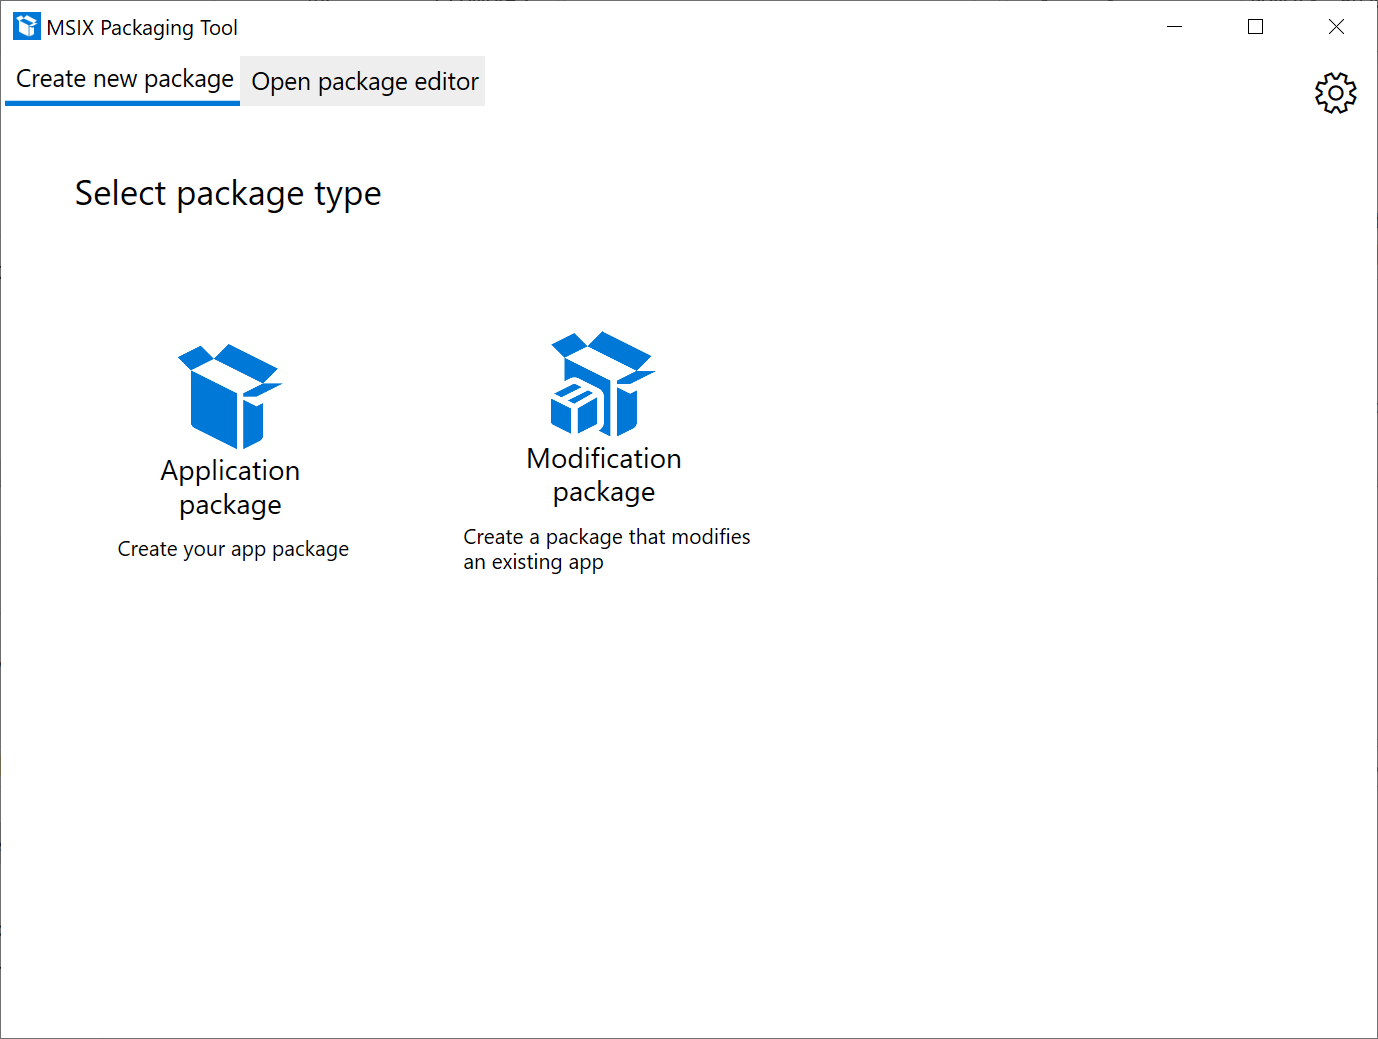 MSIX Packaging Tool
Create new package
Open package editor
Select package type
Application
package
Create your app package
Modification
package
Create a package that modifies
an existing app